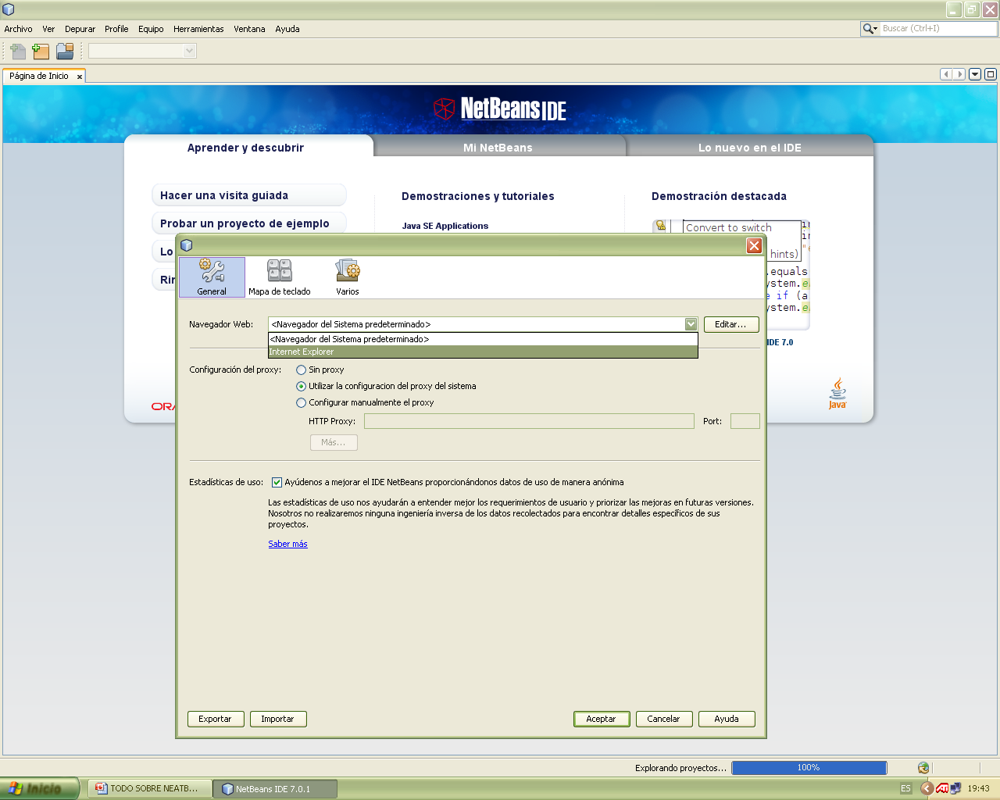 Archivo Ver Depurar Profile Equipo Herramientas Ventana Ayuda
Buscar (Ctrl+I)
Página de Inicio
NetBeans IDE
Aprender y descubrir
Mi NetBeans
Lo nuevo en el IDE
Hacer una visita guiada
Demostraciones y tutoriales
Demostración destacada
Probar un proyecto de ejemplo
Java SE Applications
Convert to switch
hints)
.equals
ystem.
e if (a
ystem.
IDE 7.0
Lo
Rir
ORA
Java
General
Mapa de teclado
Varios
Navegador Web:
<Navegador del Sistema predeterminado>
Editar...
<Navegador del Sistema predeterminado>
Internet Explorer
Configuración del proxy:
Sin proxy
Utilizar la configuracion del proxy del sistema
Configurar manualmente el proxy
HTTP Proxy:
Port:
Más...
Estadísticas de uso:
Ayúdenos a mejorar el IDE NetBeans proporcionándonos datos de uso de manera anónima
Las estadísticas de uso nos ayudarán a entender mejor los requerimientos de usuario y priorizar las mejoras en futuras versiones.
Nosotros no realizaremos ninguna ingeniería inversa de los datos recolectados para encontrar detalles específicos de sus
proyectos.
Saber más
Exportar
Importar
Aceptar
Cancelar
Ayuda
Explorando proyectos...
100%
Inicio
TODO SOBRE NEATB...
NetBeans IDE 7.0.1
ES
19:43